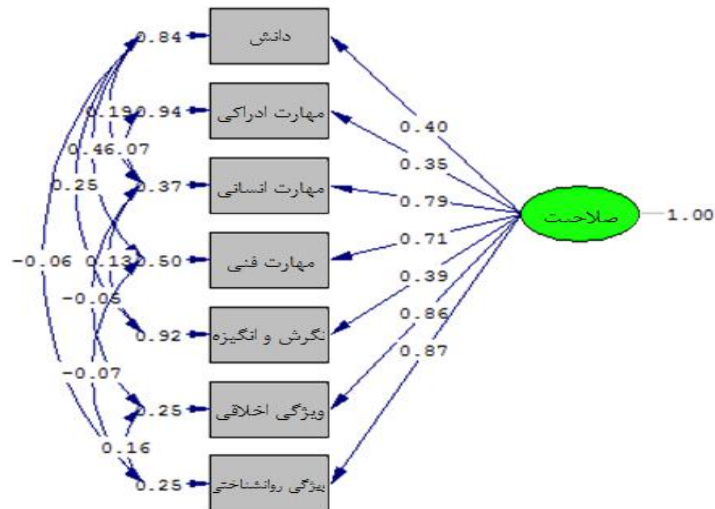 0.84 دانش
0.40
0.19 0.94 مهارت ادراکی
0.35
0.46 .07
0.25 0.37 مهارت انسانی
0.79
صلاحیت 1.00
0.71
-0.06 0.13 0.50 مهارت فنی
0.39
-0.05
0.86
0.92 نگرش و انگیزه
0.87
-0.07
0.25 ویژگی اخلاقی
0.16
0.25 ویژگی روانشناختی